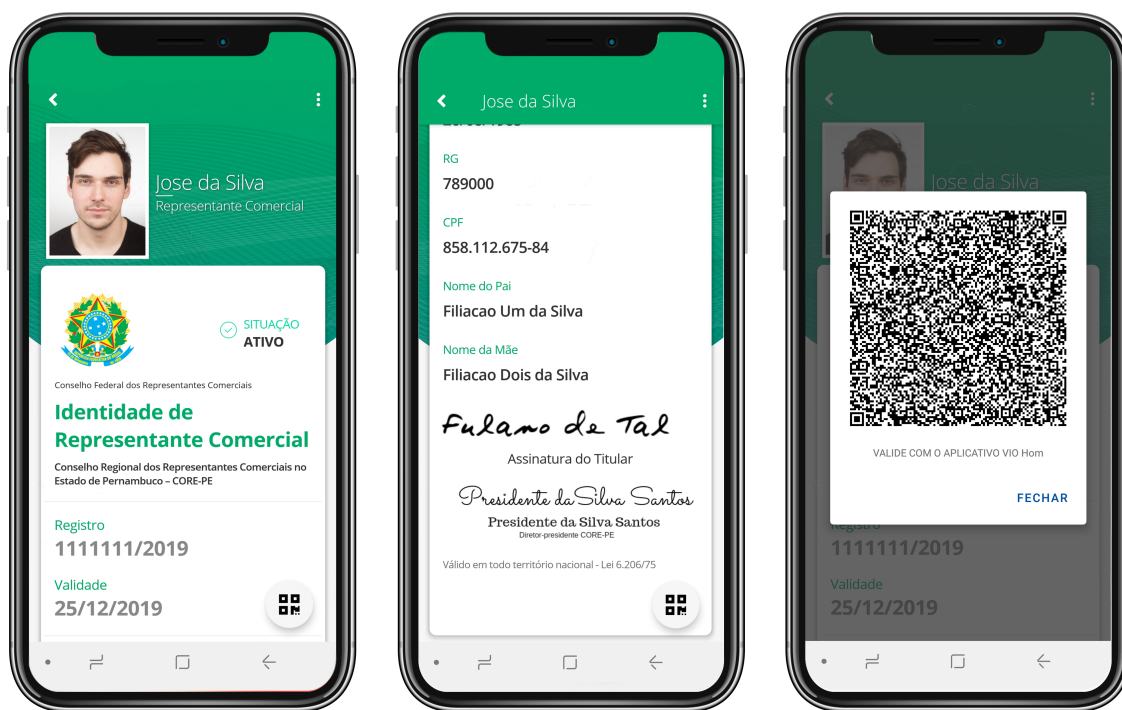 Jose da Silva
Representante Comercial
SITUAÇÃO
ATIVO
Conselho Federal dos Representantes Comerciais
Identidade de
Representante Comercial
Conselho Regional dos Representantes Comerciais no
Estado de Pernambuco – CORE-PE
Registro
1111111/2019
Validade
25/12/2019
Jose da Silva
RG
789000
CPF
858.112.675-84
Nome do Pai
Filiacao Um da Silva
Nome da Mãe
Filiacao Dois da Silva
Fulano de Tal
Assinatura do Titular
Presidente da Silva Santos
Presidente da Silva Santos
Diretor-presidente CORE-PE
Válido em todo território nacional - Lei 6.206/75
Jose da Silva
VALIDE COM O APLICATIVO VIO Hom
FECHAR
Registro
1111111/2019
Validade
25/12/2019